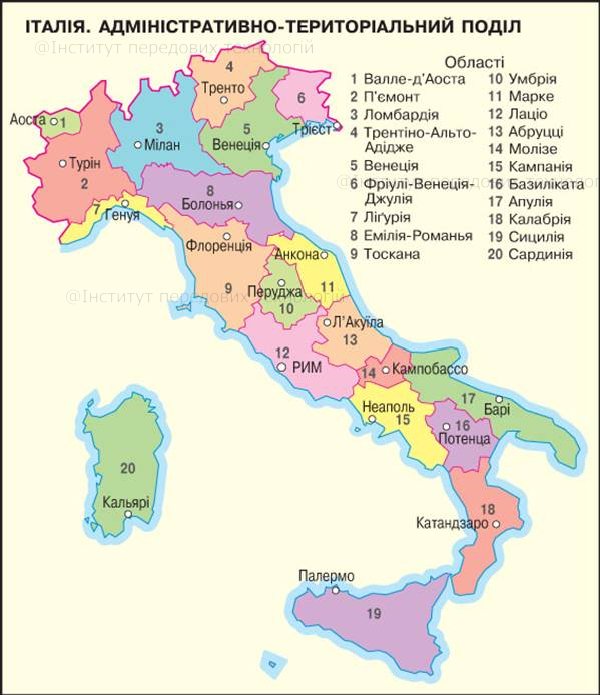 ІТАЛІЯ. АДМІНІСТРАТИВНО-ТЕРИТОРІАЛЬНИЙ ПОДІЛ
@Інститут передових технологій
Області
1 Валле-д'Аоста
2 П'ємонт
3 Ломбардія
4 Трентіно-Альто-
Адідже
5 Венеція
6 Фріулі-Венеція-
Джулія
7 Ліґурія
8 Емілія-Романья
9 Тоскана
10 Умбрія
11 Марке
12 Лаціо
13 Абруцці
14 Молізе
15 Кампанія
16 Базиліката
17 Апулія
18 Калабрія
19 Сицилія
20 Сардинія
@Інститут передових технологій
4
Тренто
6
Аоста
1
3
5
Трієст
Мілан
Венеція
Турін
2
8
Болонья
7
Генуя
Флоренція
Анкона
9
Перуджа
11
10
Л'Акуїла
13
12
РИМ
14
Кампобассо
17
Неаполь
15
Барі
16
Потенца
20
Кальярі
18
Катандзаро
Палермо
19
@Інститут передових технологій